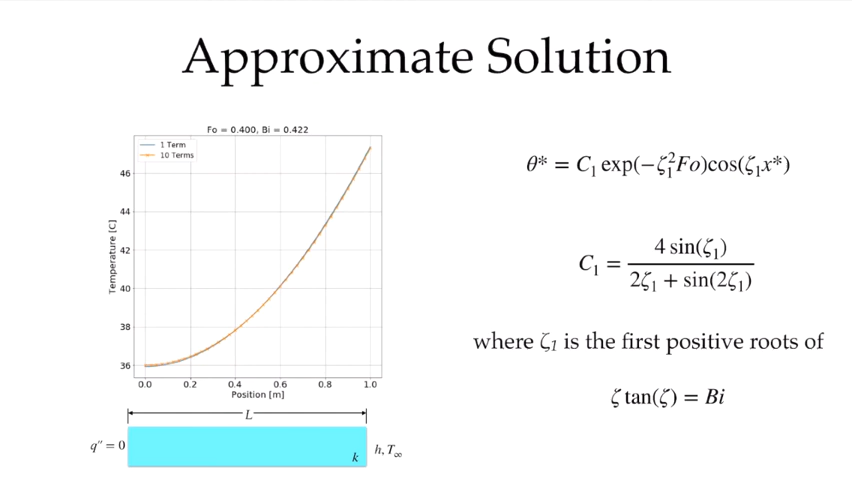 Approximate Solution
Fo = 0.400, Bi = 0.422
1 Term
10 Terms
Temperature [C]
46
44
42
40
38
36
0.0 0.2 0.4 0.6 0.8 1.0
Position [m]
L
q″ = 0
k
h, T∞
θ* = C₁ exp(−ζ₁²Fo)cos(ζ₁x*)
C₁ = 4 sin(ζ₁) / 2ζ₁ + sin(2ζ₁)
where ζ₁ is the first positive roots of
ζ tan(ζ) = Bi